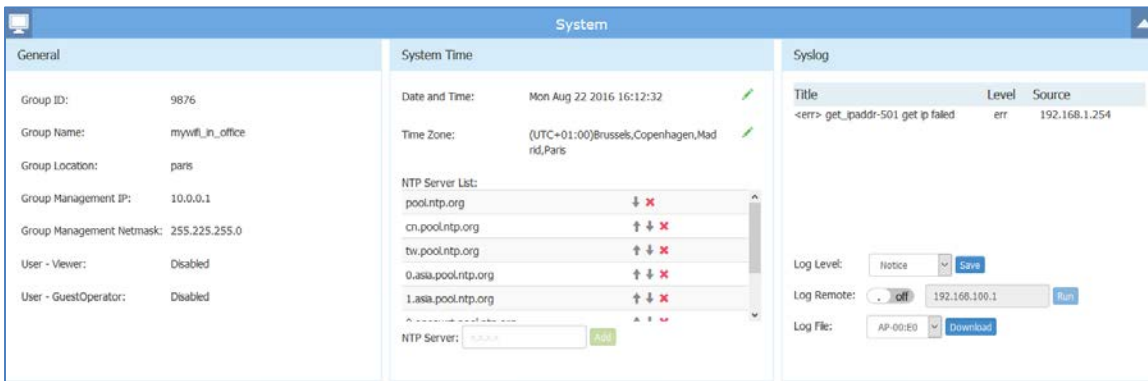 System
General
Group ID: 9876
Group Name: mywifi_in_office
Group Location: paris
Group Management IP: 10.0.0.1
Group Management Netmask: 255.225.255.0
User - Viewer: Disabled
User - GuestOperator: Disabled
System Time
Date and Time: Mon Aug 22 2016 16:12:32
Time Zone: (UTC+01:00)Brussels,Copenhagen,Mad
rid,Paris
NTP Server List:
pool.ntp.org
cn.pool.ntp.org
tw.pool.ntp.org
0.asia.pool.ntp.org
1.asia.pool.ntp.org
NTP Server: x.x.x.x Add
Syslog
Title Level Source
<err> get_ipaddr-501 get ip failed err 192.168.1.254
Log Level: Notice Save
Log Remote: off 192.168.100.1 Run
Log File: AP-00:E0 Download